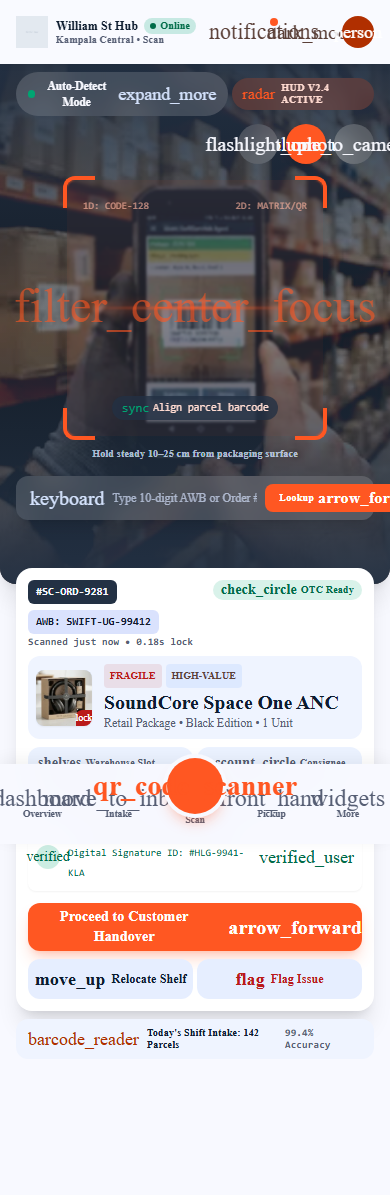 William St Hub
Online
Kampala Central • Scan
notifications
Auto-Detect
Mode
expand_more
radar
HUD V2.4
ACTIVE
1D: CODE-128
2D: MATRIX/QR
filter_center_focus
sync Align parcel barcode
Hold steady 10–25 cm from packaging surface
keyboard
Type 10-digit AWB or Order #
Lookup
#SC-ORD-9281
check_circle OTC Ready
AWB: SWIFT-UG-99412
Scanned just now • 0.18s lock
FRAGILE
HIGH-VALUE
lock
SoundCore Space One ANC
Retail Package • Black Edition • 1 Unit
shelves Warehouse Slot
Consignee
Overview
Intake
Scan
Pickup
More
verified
Digital Signature ID: #HLG-9941-
KLA
verified_user
Proceed to Customer
Handover
arrow_forward
move_up Relocate Shelf
flag Flag Issue
barcode_reader
Today's Shift Intake: 142
Parcels
99.4%
Accuracy